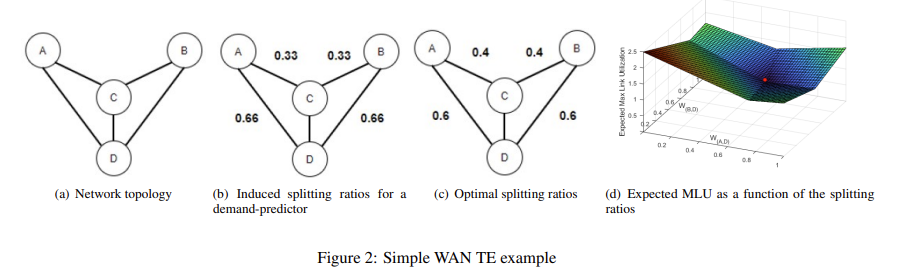 A
B
C
D
A
0.33
0.33
B
C
0.66
0.66
D
A
0.4
0.4
B
C
0.6
0.6
D
Expected Max Link Utilization
2.5
2
1.5
1
0.5
0.8
0.6
0.4
0.2
W(B,D)
W(A,D)
0.2
0.4
0.6
0.8
1
(a) Network topology
(b) Induced splitting ratios for a
demand-predictor
(c) Optimal splitting ratios
(d) Expected MLU as a function of the splitting
ratios
Figure 2: Simple WAN TE example